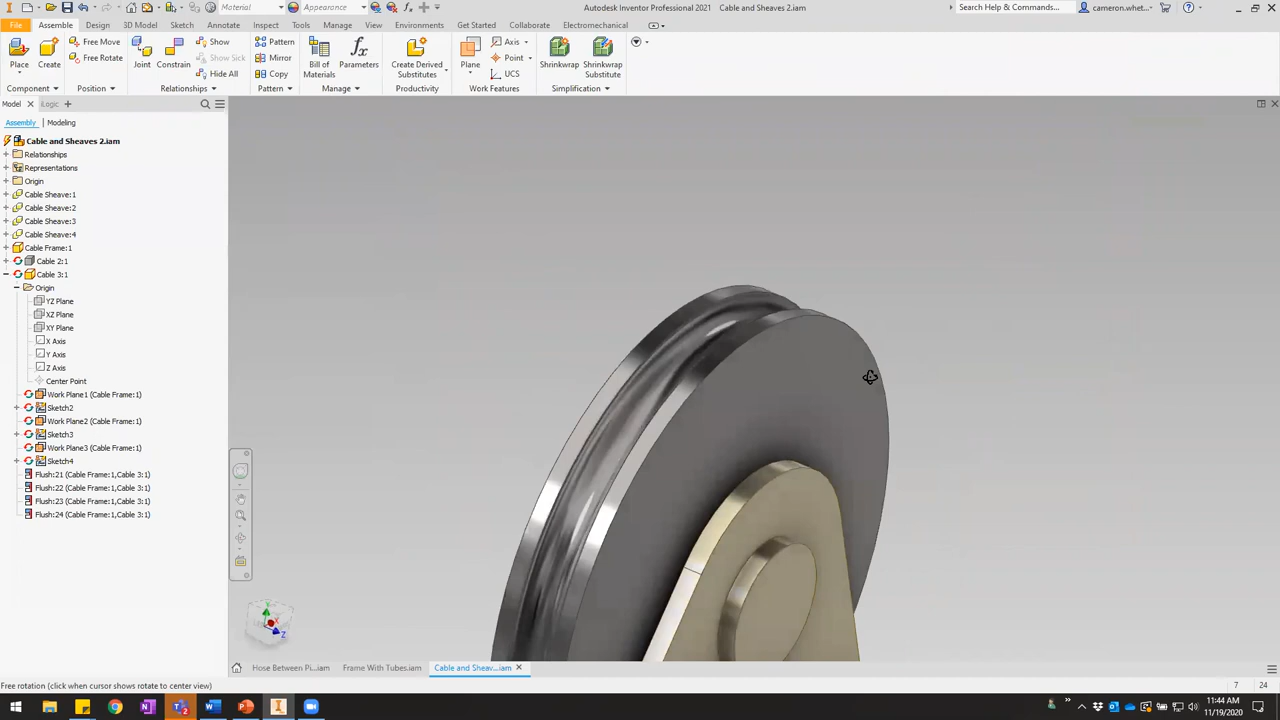 Autodesk Inventor Professional 2021 Cable and Sheaves 2.iam
Search Help & Commands...
cameron.whet...
Material
Appearance
File Assemble Design 3D Model Sketch Annotate Inspect Tools Manage View Environments Get Started Collaborate Electromechanical
Place Create Free Move Free Rotate Joint Constrain Show Show Sick Hide All Pattern Mirror Copy Bill of Materials Parameters Create Derived Substitutes Plane Axis Point UCS Shrinkwrap Shrinkwrap Substitute
Component Position Relationships Pattern Manage Productivity Work Features Simplification
Model iLogic
Assembly Modeling
Cable and Sheaves 2.iam
Relationships
Representations
Origin
Cable Sheave:1
Cable Sheave:2
Cable Sheave:3
Cable Sheave:4
Cable Frame:1
Cable 2:1
Cable 3:1
Origin
YZ Plane
XZ Plane
XY Plane
X Axis
Y Axis
Z Axis
Center Point
Work Plane1 (Cable Frame:1)
Sketch2
Work Plane2 (Cable Frame:1)
Sketch3
Work Plane3 (Cable Frame:1)
Sketch4
Flush:21 (Cable Frame:1,Cable 3:1)
Flush:22 (Cable Frame:1,Cable 3:1)
Flush:23 (Cable Frame:1,Cable 3:1)
Flush:24 (Cable Frame:1,Cable 3:1)
Y X Z
Hose Between Pi....iam Frame With Tubes.iam Cable and Sheav...iam
Free rotation (click when cursor shows rotate to center view)
7 24
11:44 AM
11/19/2020